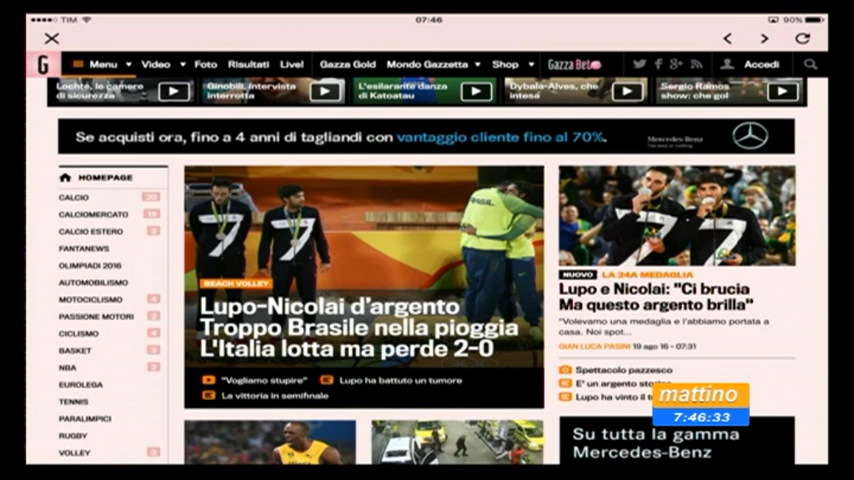 TIM 07:46 90%
G Menu Video Foto Risultati Live! Gazza Gold Mondo Gazzetta Shop Gazza Bet Accedi
Lochte, le camere
di sicurezza
Ginobili, intervista
interrotta
L'esilarante danza
di Katoatau
Dybala-Alves, che
intesa
Sergio Ramos
show: che gol
Se acquisti ora, fino a 4 anni di tagliandi con vantaggio cliente fino al 70%.
Mercedes-Benz
HOMEPAGE
CALCIO 20
CALCIOMERCATO
CALCIO ESTERO 3
FANTANEWS
OLIMPIADI 2016
AUTOMOBILISMO
MOTOCICLISMO 4
PASSIONE MOTORI
CICLISMO 4
BASKET
NBA
EUROLEGA
TENNIS
PARALIMPICI
RUGBY
VOLLEY
BEACH VOLLEY
Lupo-Nicolai d'argento
Troppo Brasile nella pioggia
L'Italia lotta ma perde 2-0
"Vogliamo stupire" Lupo ha battuto un tumore
La vittoria in semifinale
NUOVO LA 24A MEDAGLIA
Lupo e Nicolai: "Ci brucia
Ma questo argento brilla"
"Volevamo una medaglia e l'abbiamo portata a
casa. Noi spot...
GIAN LUCA PASINI 19 ago 16 - 07:31
Spettacolo pazzesco
E' un argento
Lupo ha vinto il
mattino
7:46:33
Su tutta la gamma
Mercedes-Benz